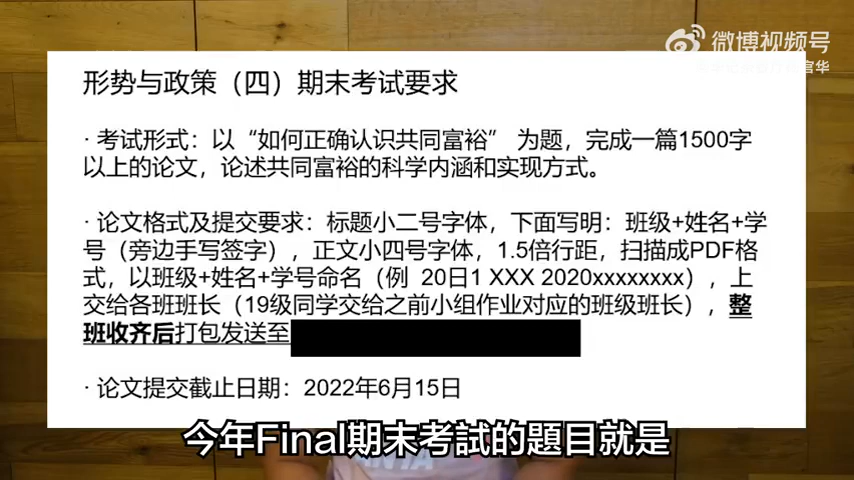 微博视频号
形势与政策（四）期末考试要求
· 考试形式：以“如何正确认识共同富裕” 为题，完成一篇1500字
以上的论文，论述共同富裕的科学内涵和实现方式。
· 论文格式及提交要求：标题小二号字体，下面写明：班级+姓名+学
号（旁边手写签字），正文小四号字体，1.5倍行距，扫描成PDF格
式，以班级+姓名+学号命名（例 20日1 XXX 2020xxxxxxxx），上
交给各班班长（19级同学交给之前小组作业对应的班级班长），整
班收齐后打包发送至
· 论文提交截止日期：2022年6月15日
今年Final期末考試的題目就是